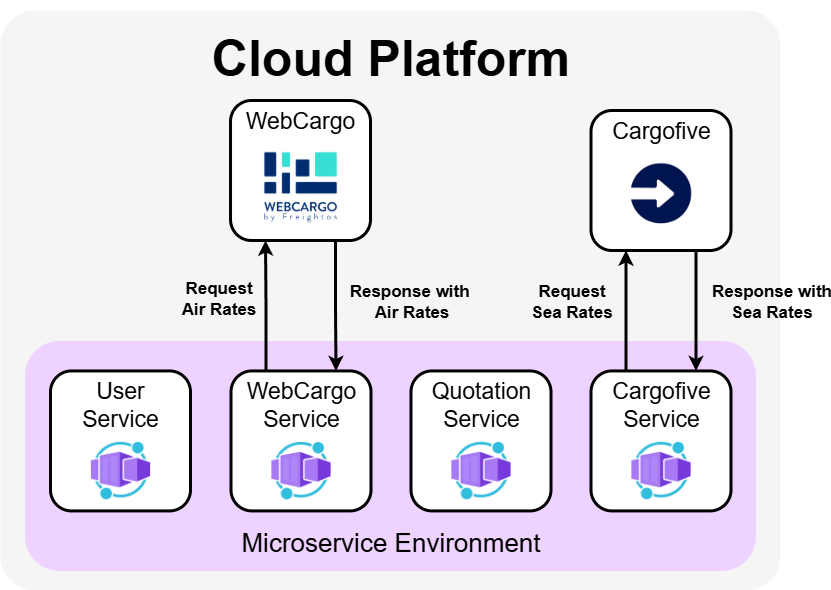 Cloud Platform
WebCargo
WEBCARGO
by Freightos
Cargofive
Request
Air Rates
Response with
Air Rates
Request
Sea Rates
Response with
Sea Rates
User
Service
WebCargo
Service
Quotation
Service
Cargofive
Service
Microservice Environment